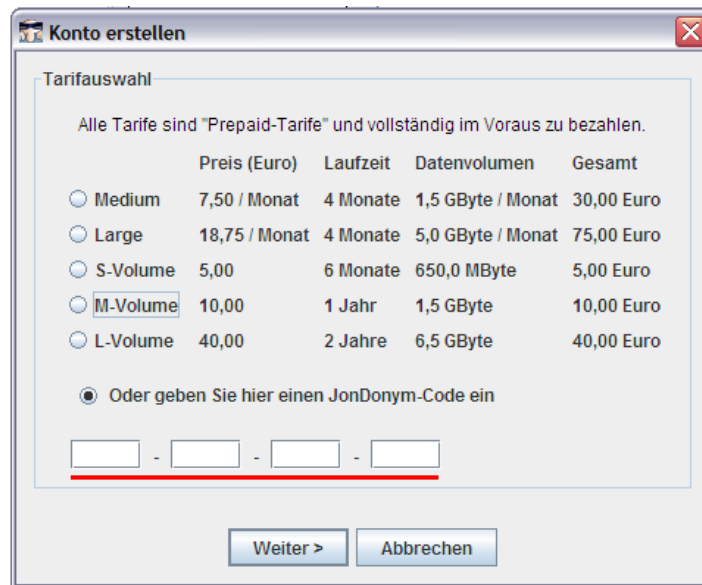 Konto erstellen
Tarifauswahl
Alle Tarife sind "Prepaid-Tarife" und vollständig im Voraus zu bezahlen.
Preis (Euro) Laufzeit Datenvolumen Gesamt
Medium 7,50 / Monat 4 Monate 1,5 GByte / Monat 30,00 Euro
Large 18,75 / Monat 4 Monate 5,0 GByte / Monat 75,00 Euro
S-Volume 5,00 6 Monate 650,0 MByte 5,00 Euro
M-Volume 10,00 1 Jahr 1,5 GByte 10,00 Euro
L-Volume 40,00 2 Jahre 6,5 GByte 40,00 Euro
Oder geben Sie hier einen JonDonym-Code ein
- - -
Weiter > Abbrechen